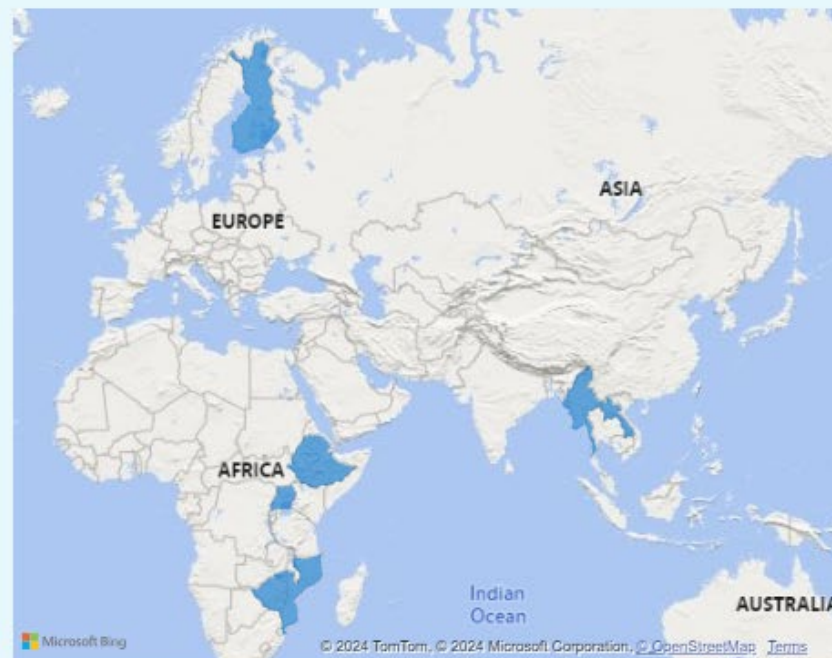 ASIA
EUROPE
AFRICA
Indian
Ocean
AUSTRALIA
Microsoft Bing
© 2024 TomTom, © 2024 Microsoft Corporation, © OpenStreetMap Terms